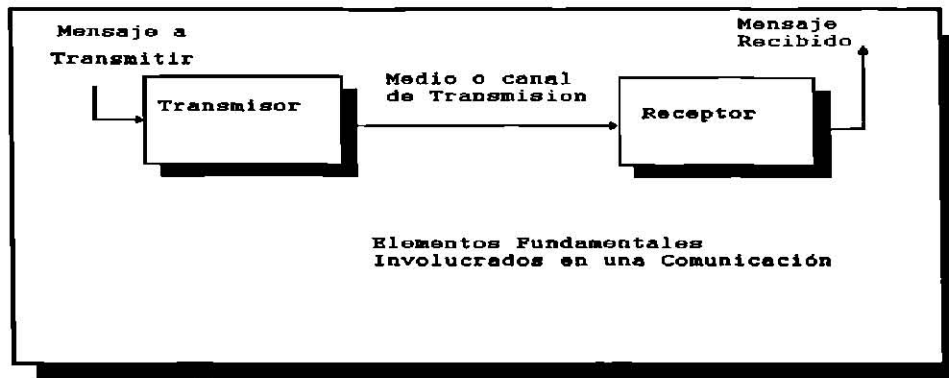 Mensaje a
Transmitir
Transmisor
Medio o canal
de Transmision
Receptor
Mensaje
Recibido
Elementos Fundamentales
Involucrados en una Comunicación